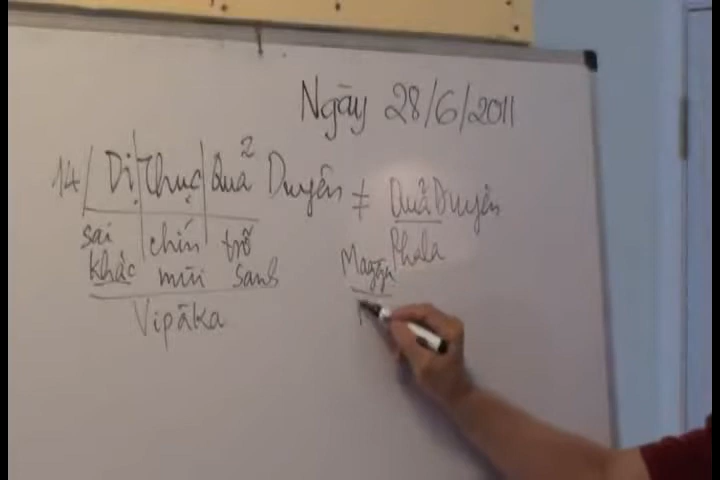 Ngày 28/6/2011
14/ Dị Thục Quả Duyên ≠ Quả Duyên
sai chín trổ Phala
khác mùi sanh Magga
Vipāka